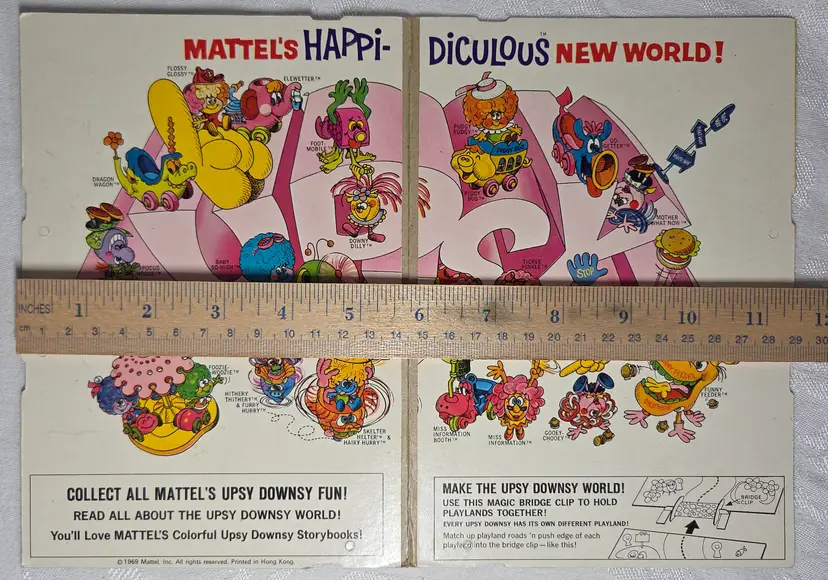 MATTEL'S HAPPI-DICULOUS™ NEW WORLD!
FLOSSY GLOSSY™
ELEWETTER™
FOOT-MOBILE™
DRAGON WAGON™
DOWNY DILLY™
POCUS
BABY SO-HIGH™
PUDGY FUDGY™
PIGGY BUS™
GO GETTER™
MOTHER WHAT NOW™
TICKLE PINKLE™
STOP
INCHES 1 2 3 4 5 6 7 8 9 10 11 12
cm 1 2 3 4 5 6 7 8 9 10 11 12 13 14 15 16 17 18 19 20 21 22 23 24 25 26 27 28 29 30
FOOZIE-WOOZIE™
HITHERY THITHERY™ & FURRY HURRY™
SKELTER HELTER™ & HAIRY HURRY™
MISS INFORMATION BOOTH™
MISS INFORMATION™
GOOEY-CHOOEY™
FUNNY FEEDER™
COLLECT ALL MATTEL'S UPSY DOWNSY FUN!
READ ALL ABOUT THE UPSY DOWNSY WORLD!
You'll Love MATTEL'S Colorful Upsy Downsy Storybooks!
© 1969 Mattel, Inc. All rights reserved. Printed in Hong Kong.
MAKE THE UPSY DOWNSY WORLD!
USE THIS MAGIC BRIDGE CLIP TO HOLD
PLAYLANDS TOGETHER!
EVERY UPSY DOWNSY HAS ITS OWN DIFFERENT PLAYLAND!
Match up playland roads 'n push edge of each
playland into the bridge clip—like this!
BRIDGE CLIP